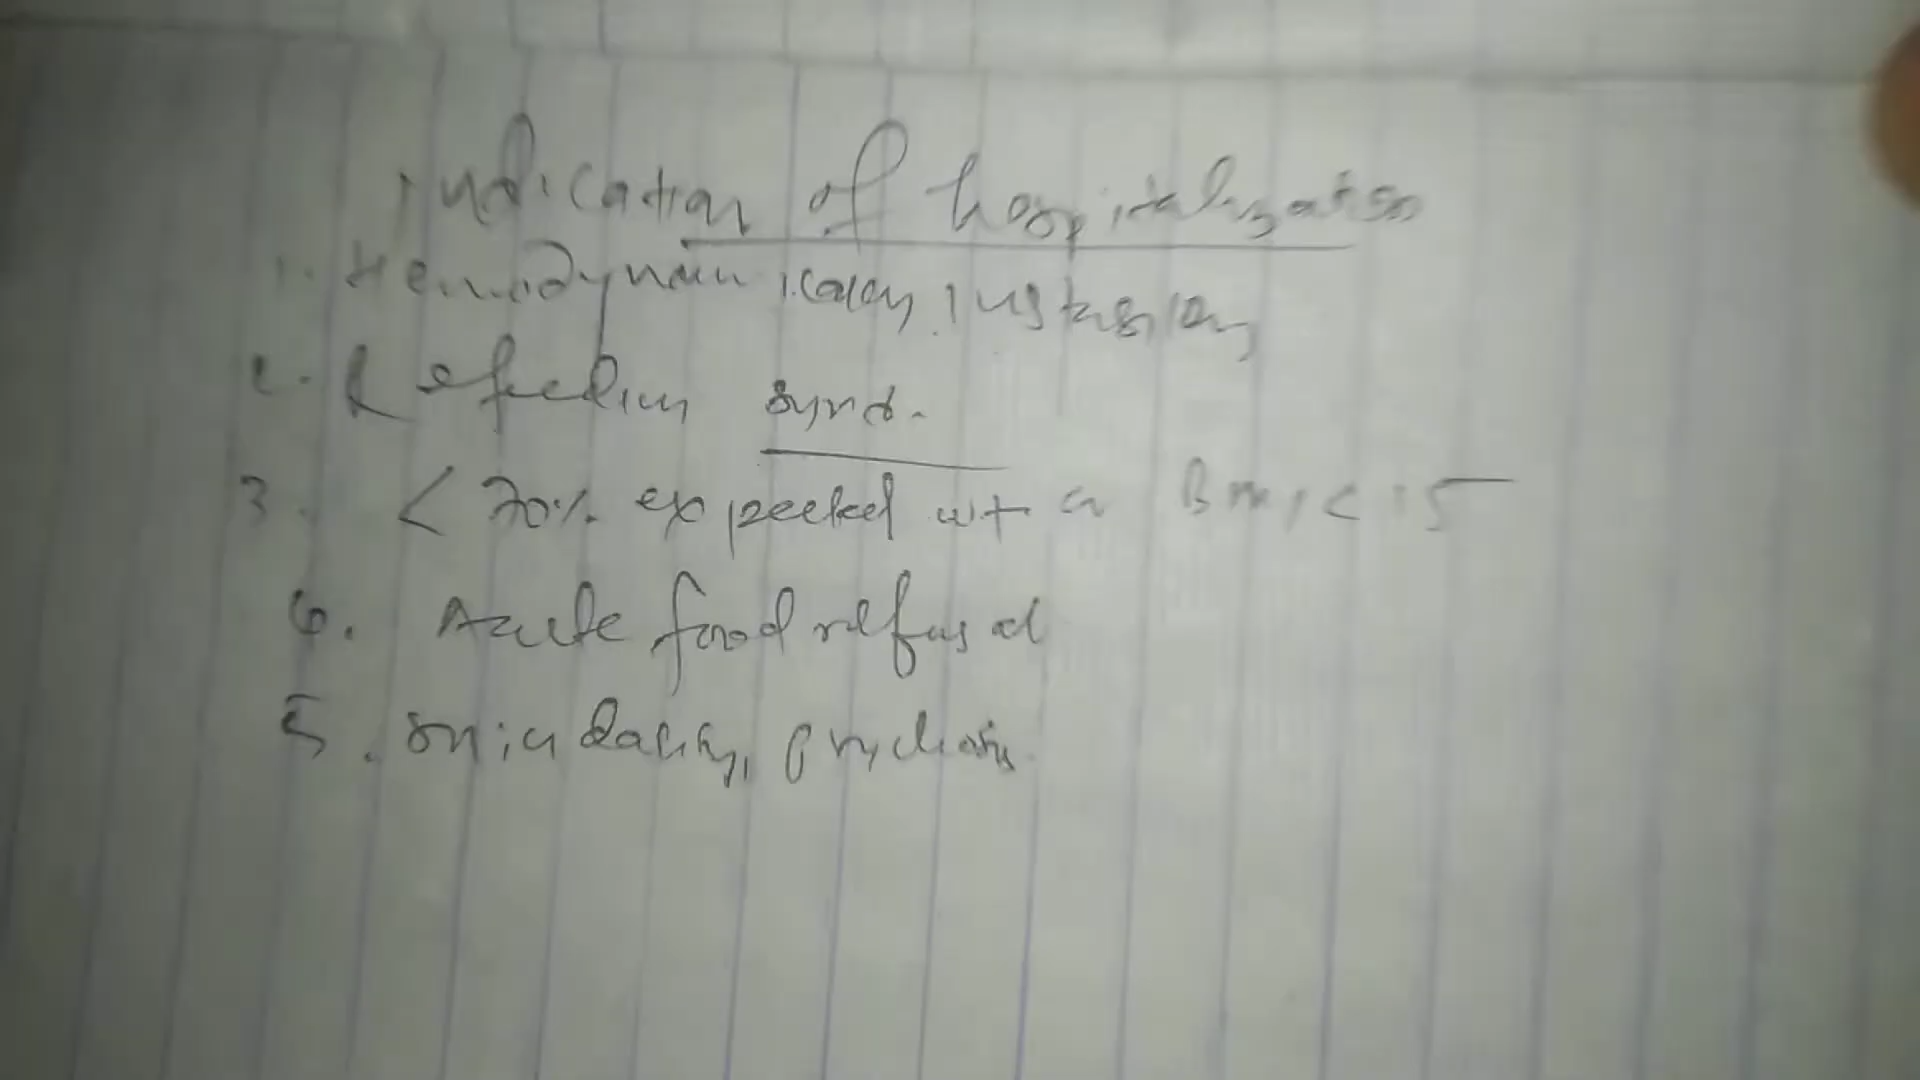 indication of hospitalization
1. Hemodynamically instability
2. Refeeding synd.
3. < 70% expected wt or BMI < 15
4. Acute food refusal
5. suicidality, psychosis